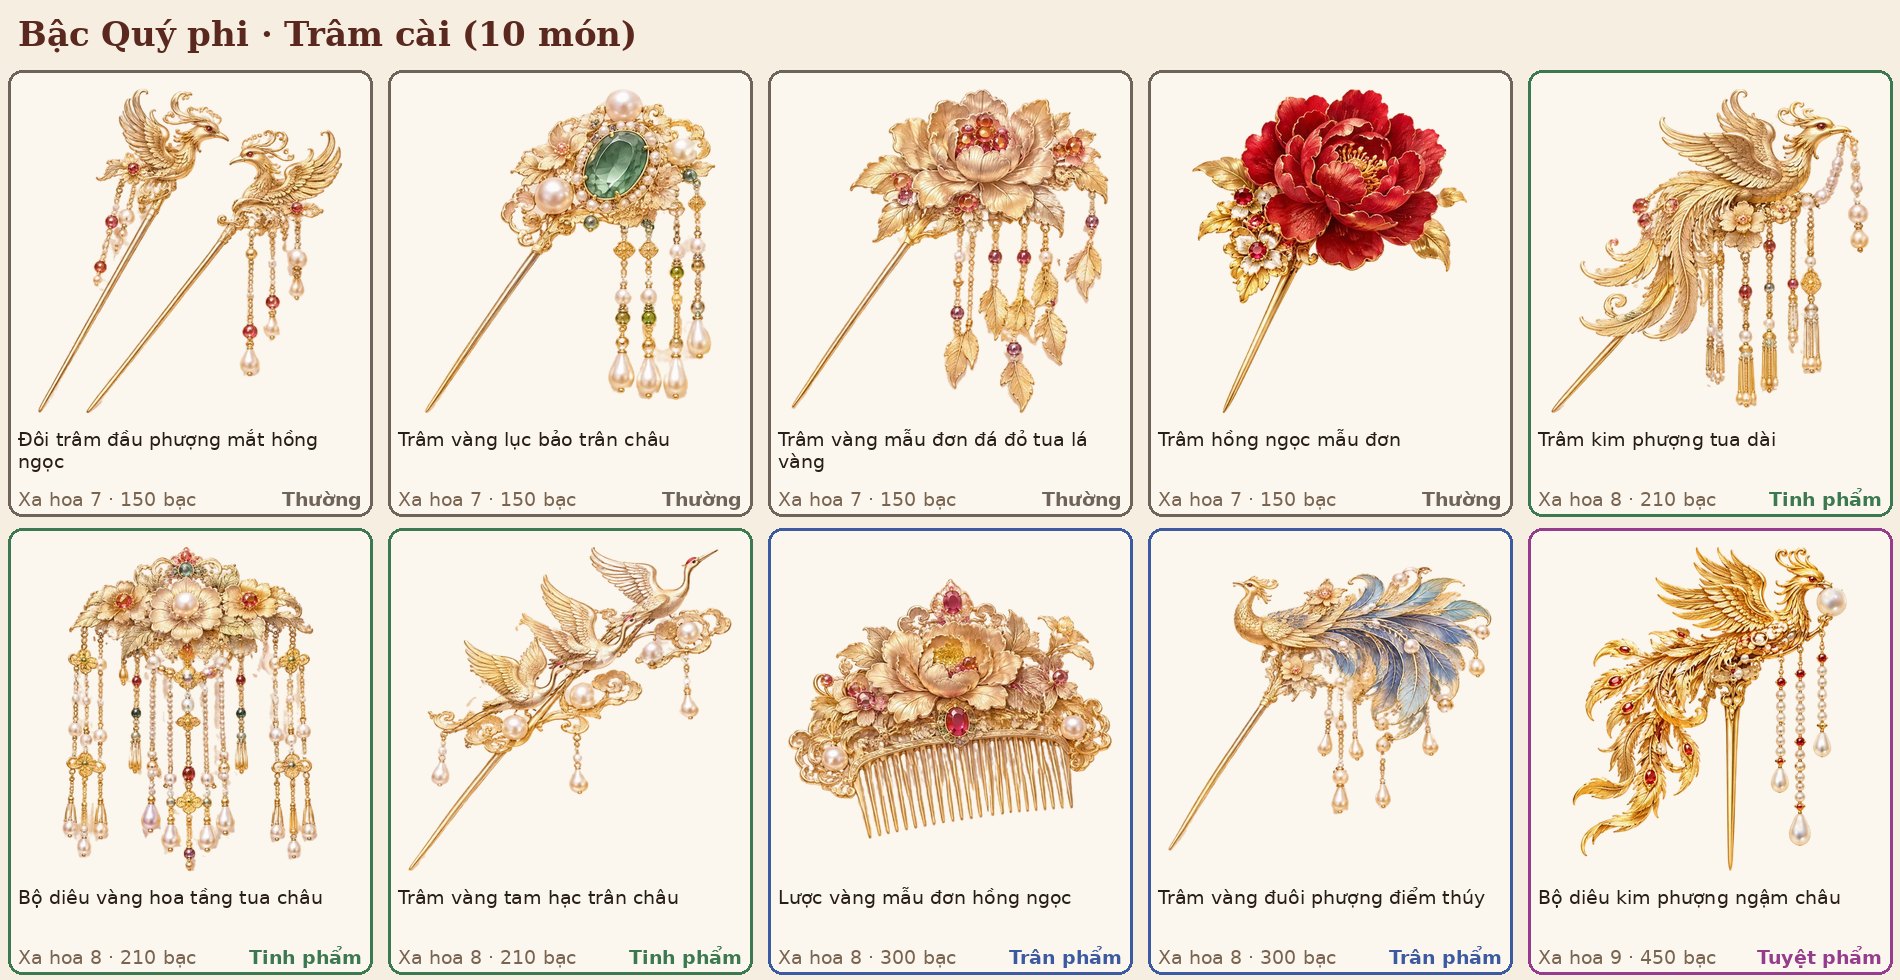 Bậc Quý phi · Trâm cài (10 món)
Đôi trâm đầu phượng mắt hồng
ngọc
Xa hoa 7 · 150 bạc Thường
Trâm vàng lục bảo trân châu
Xa hoa 7 · 150 bạc Thường
Trâm vàng mẫu đơn đá đỏ tua lá
vàng
Xa hoa 7 · 150 bạc Thường
Trâm hồng ngọc mẫu đơn
Xa hoa 7 · 150 bạc Thường
Trâm kim phượng tua dài
Xa hoa 8 · 210 bạc Tinh phẩm
Bộ diêu vàng hoa tầng tua châu
Xa hoa 8 · 210 bạc Tinh phẩm
Trâm vàng tam hạc trân châu
Xa hoa 8 · 210 bạc Tinh phẩm
Lược vàng mẫu đơn hồng ngọc
Xa hoa 8 · 300 bạc Trân phẩm
Trâm vàng đuôi phượng điểm thúy
Xa hoa 8 · 300 bạc Trân phẩm
Bộ diêu kim phượng ngậm châu
Xa hoa 9 · 450 bạc Tuyệt phẩm